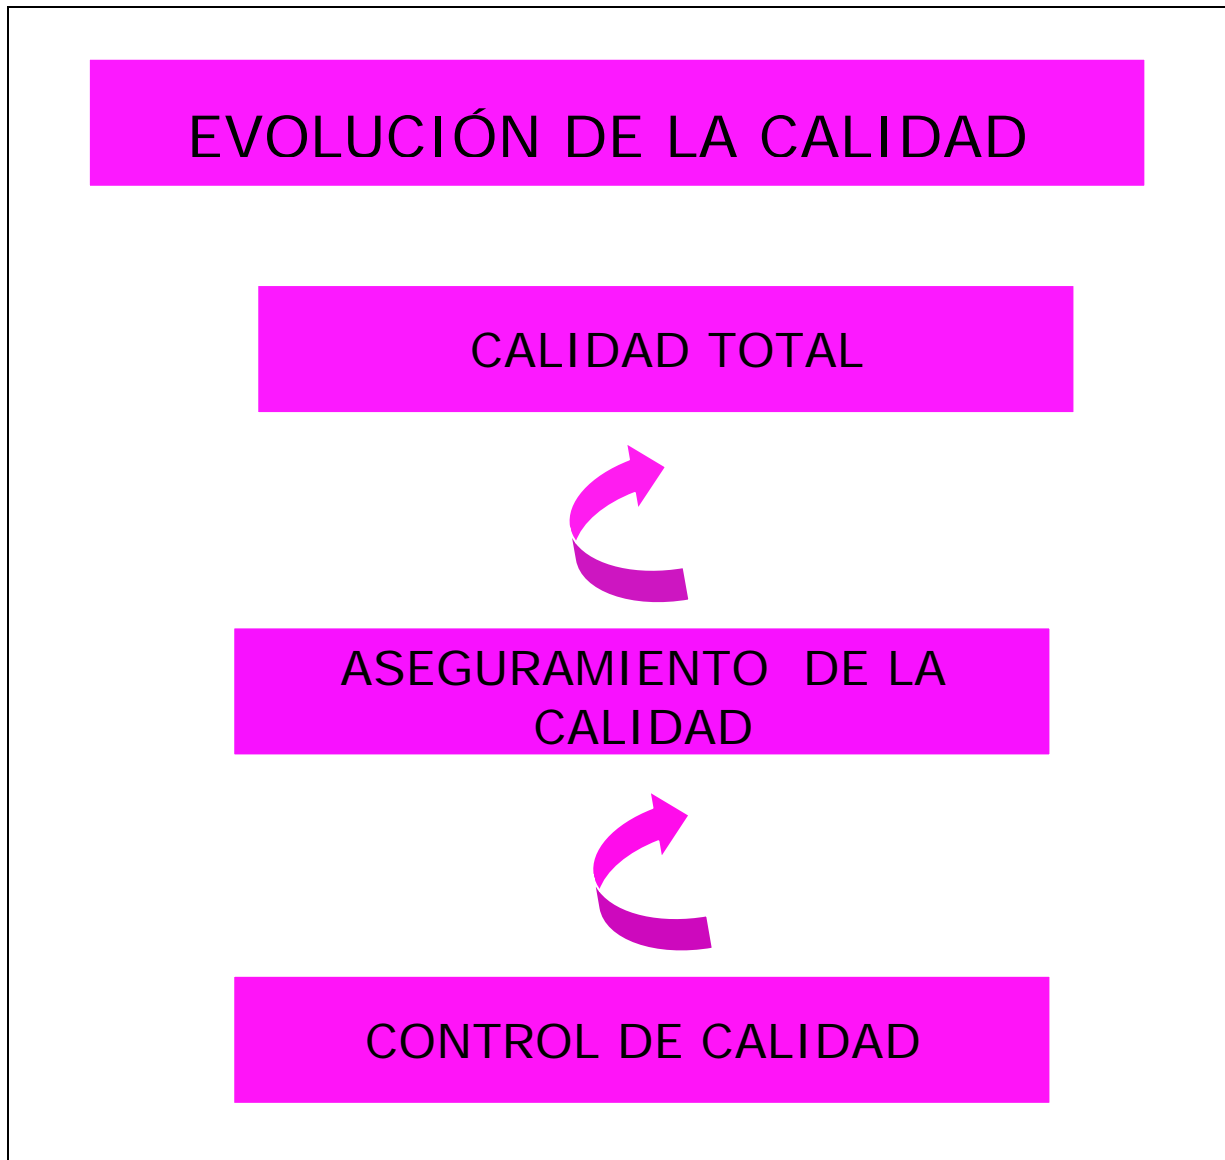 EVOLUCIÓN DE LA CALIDAD
CALIDAD TOTAL
ASEGURAMIENTO DE LA
CALIDAD
CONTROL DE CALIDAD